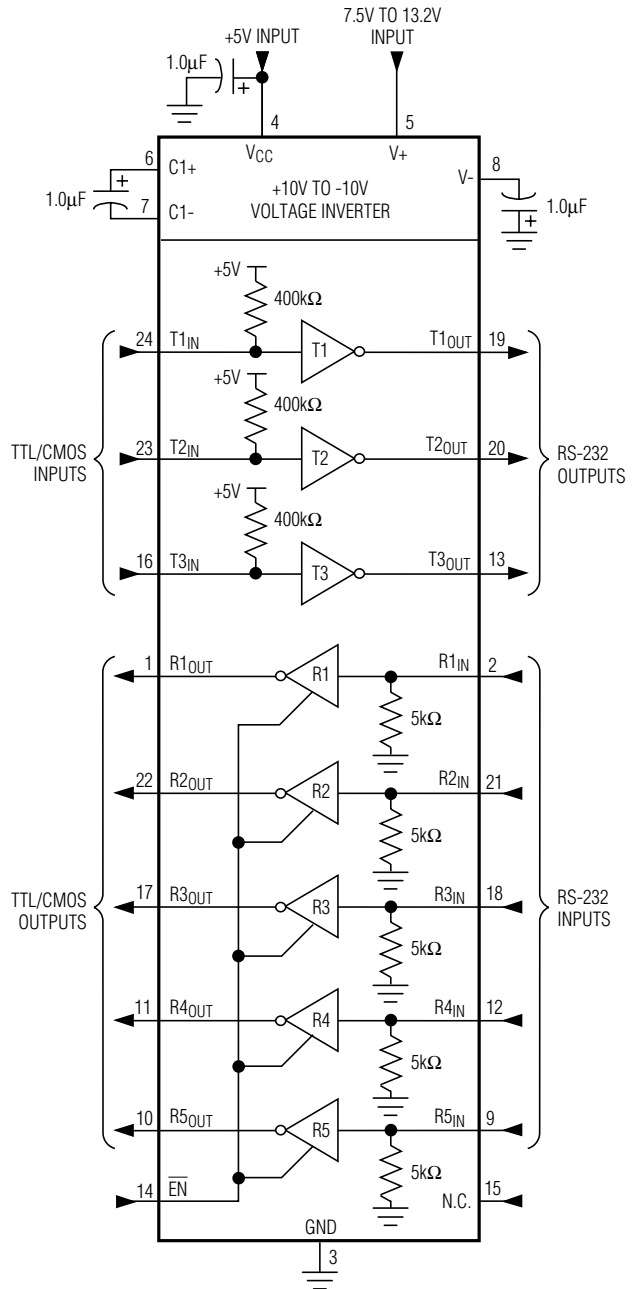 7.5V TO 13.2V
INPUT
+5V INPUT
1.0µF
+
4
5
VCC
V+
6
C1+
+
1.0µF
7
C1-
+10V TO -10V
VOLTAGE INVERTER
V-
8
1.0µF
+
+5V
400kΩ
24
T1IN
T1
T1OUT
19
+5V
400kΩ
TTL/CMOS
INPUTS
23
T2IN
T2
T2OUT
20
RS-232
OUTPUTS
+5V
400kΩ
16
T3IN
T3
T3OUT
13
1
R1OUT
R1
R1IN
2
5kΩ
22
R2OUT
R2
R2IN
21
5kΩ
TTL/CMOS
OUTPUTS
17
R3OUT
R3
R3IN
18
RS-232
INPUTS
5kΩ
11
R4OUT
R4
R4IN
12
5kΩ
10
R5OUT
R5
R5IN
9
5kΩ
14
E̅N̅
N.C.
15
GND
3